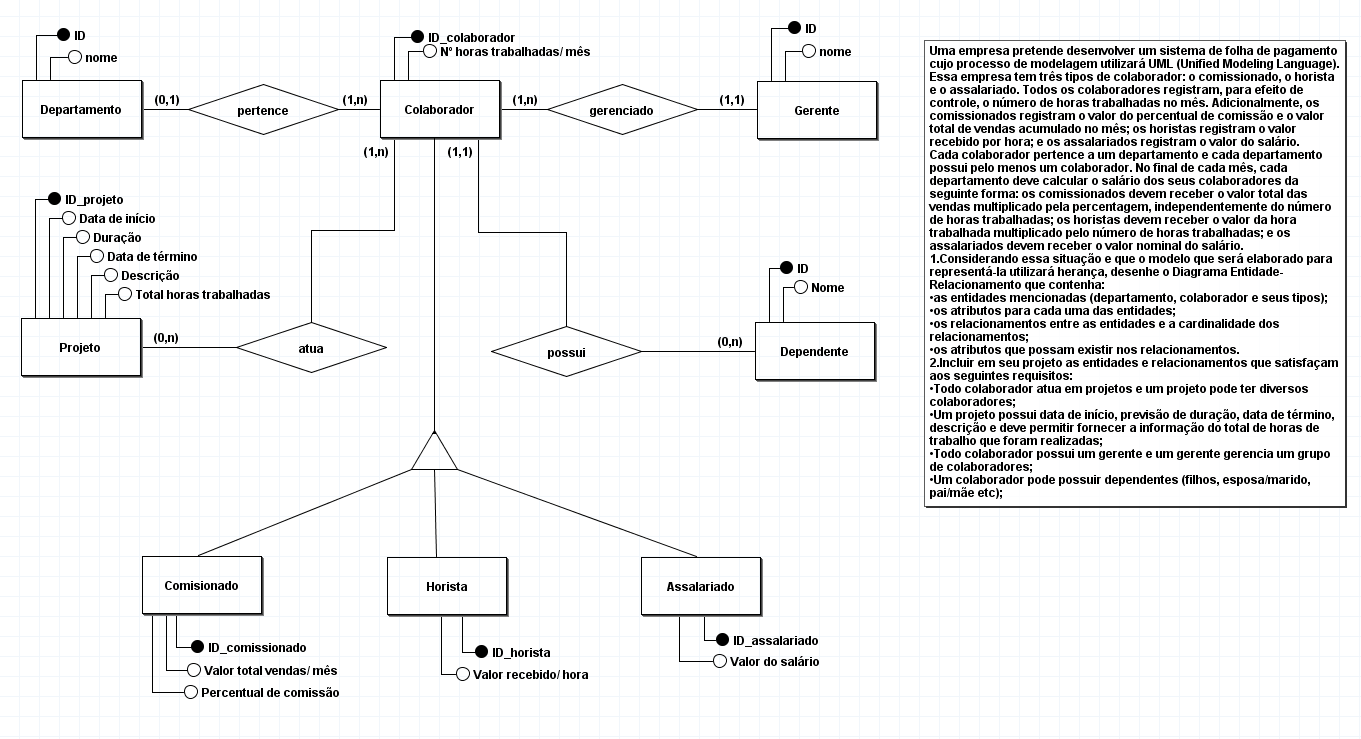 ID
nome
Departamento
(0,1)
pertence
(1,n)
ID_colaborador
N° horas trabalhadas/ mês
Colaborador
(1,n)
gerenciado
(1,1)
ID
nome
Gerente
(1,n)
(1,1)
ID_projeto
Data de início
Duração
Data de término
Descrição
Total horas trabalhadas
Projeto
(0,n)
atua
possui
(0,n)
ID
Nome
Dependente
Comisionado
ID_comissionado
Valor total vendas/ mês
Percentual de comissão
Horista
ID_horista
Valor recebido/ hora
Assalariado
ID_assalariado
Valor do salário
Uma empresa pretende desenvolver um sistema de folha de pagamento
cujo processo de modelagem utilizará UML (Unified Modeling Language).
Essa empresa tem três tipos de colaborador: o comissionado, o horista
e o assalariado. Todos os colaboradores registram, para efeito de
controle, o número de horas trabalhadas no mês. Adicionalmente, os
comissionados registram o valor do percentual de comissão e o valor
total de vendas acumulado no mês; os horistas registram o valor
recebido por hora; e os assalariados registram o valor do salário.
Cada colaborador pertence a um departamento e cada departamento
possui pelo menos um colaborador. No final de cada mês, cada
departamento deve calcular o salário dos seus colaboradores da
seguinte forma: os comissionados devem receber o valor total das
vendas multiplicado pela percentagem, independentemente do número
de horas trabalhadas; os horistas devem receber o valor da hora
trabalhada multiplicado pelo número de horas trabalhadas; e os
assalariados devem receber o valor nominal do salário.
1.Considerando essa situação e que o modelo que será elaborado para
representá-la utilizará herança, desenhe o Diagrama Entidade-
Relacionamento que contenha:
•as entidades mencionadas (departamento, colaborador e seus tipos);
•os atributos para cada uma das entidades;
•os relacionamentos entre as entidades e a cardinalidade dos
relacionamentos;
•os atributos que possam existir nos relacionamentos.
2.Incluir em seu projeto as entidades e relacionamentos que satisfaçam
aos seguintes requisitos:
•Todo colaborador atua em projetos e um projeto pode ter diversos
colaboradores;
•Um projeto possui data de início, previsão de duração, data de término,
descrição e deve permitir fornecer a informação do total de horas de
trabalho que foram realizadas;
•Todo colaborador possui um gerente e um gerente gerencia um grupo
de colaboradores;
•Um colaborador pode possuir dependentes (filhos, esposa/marido,
pai/mãe etc);